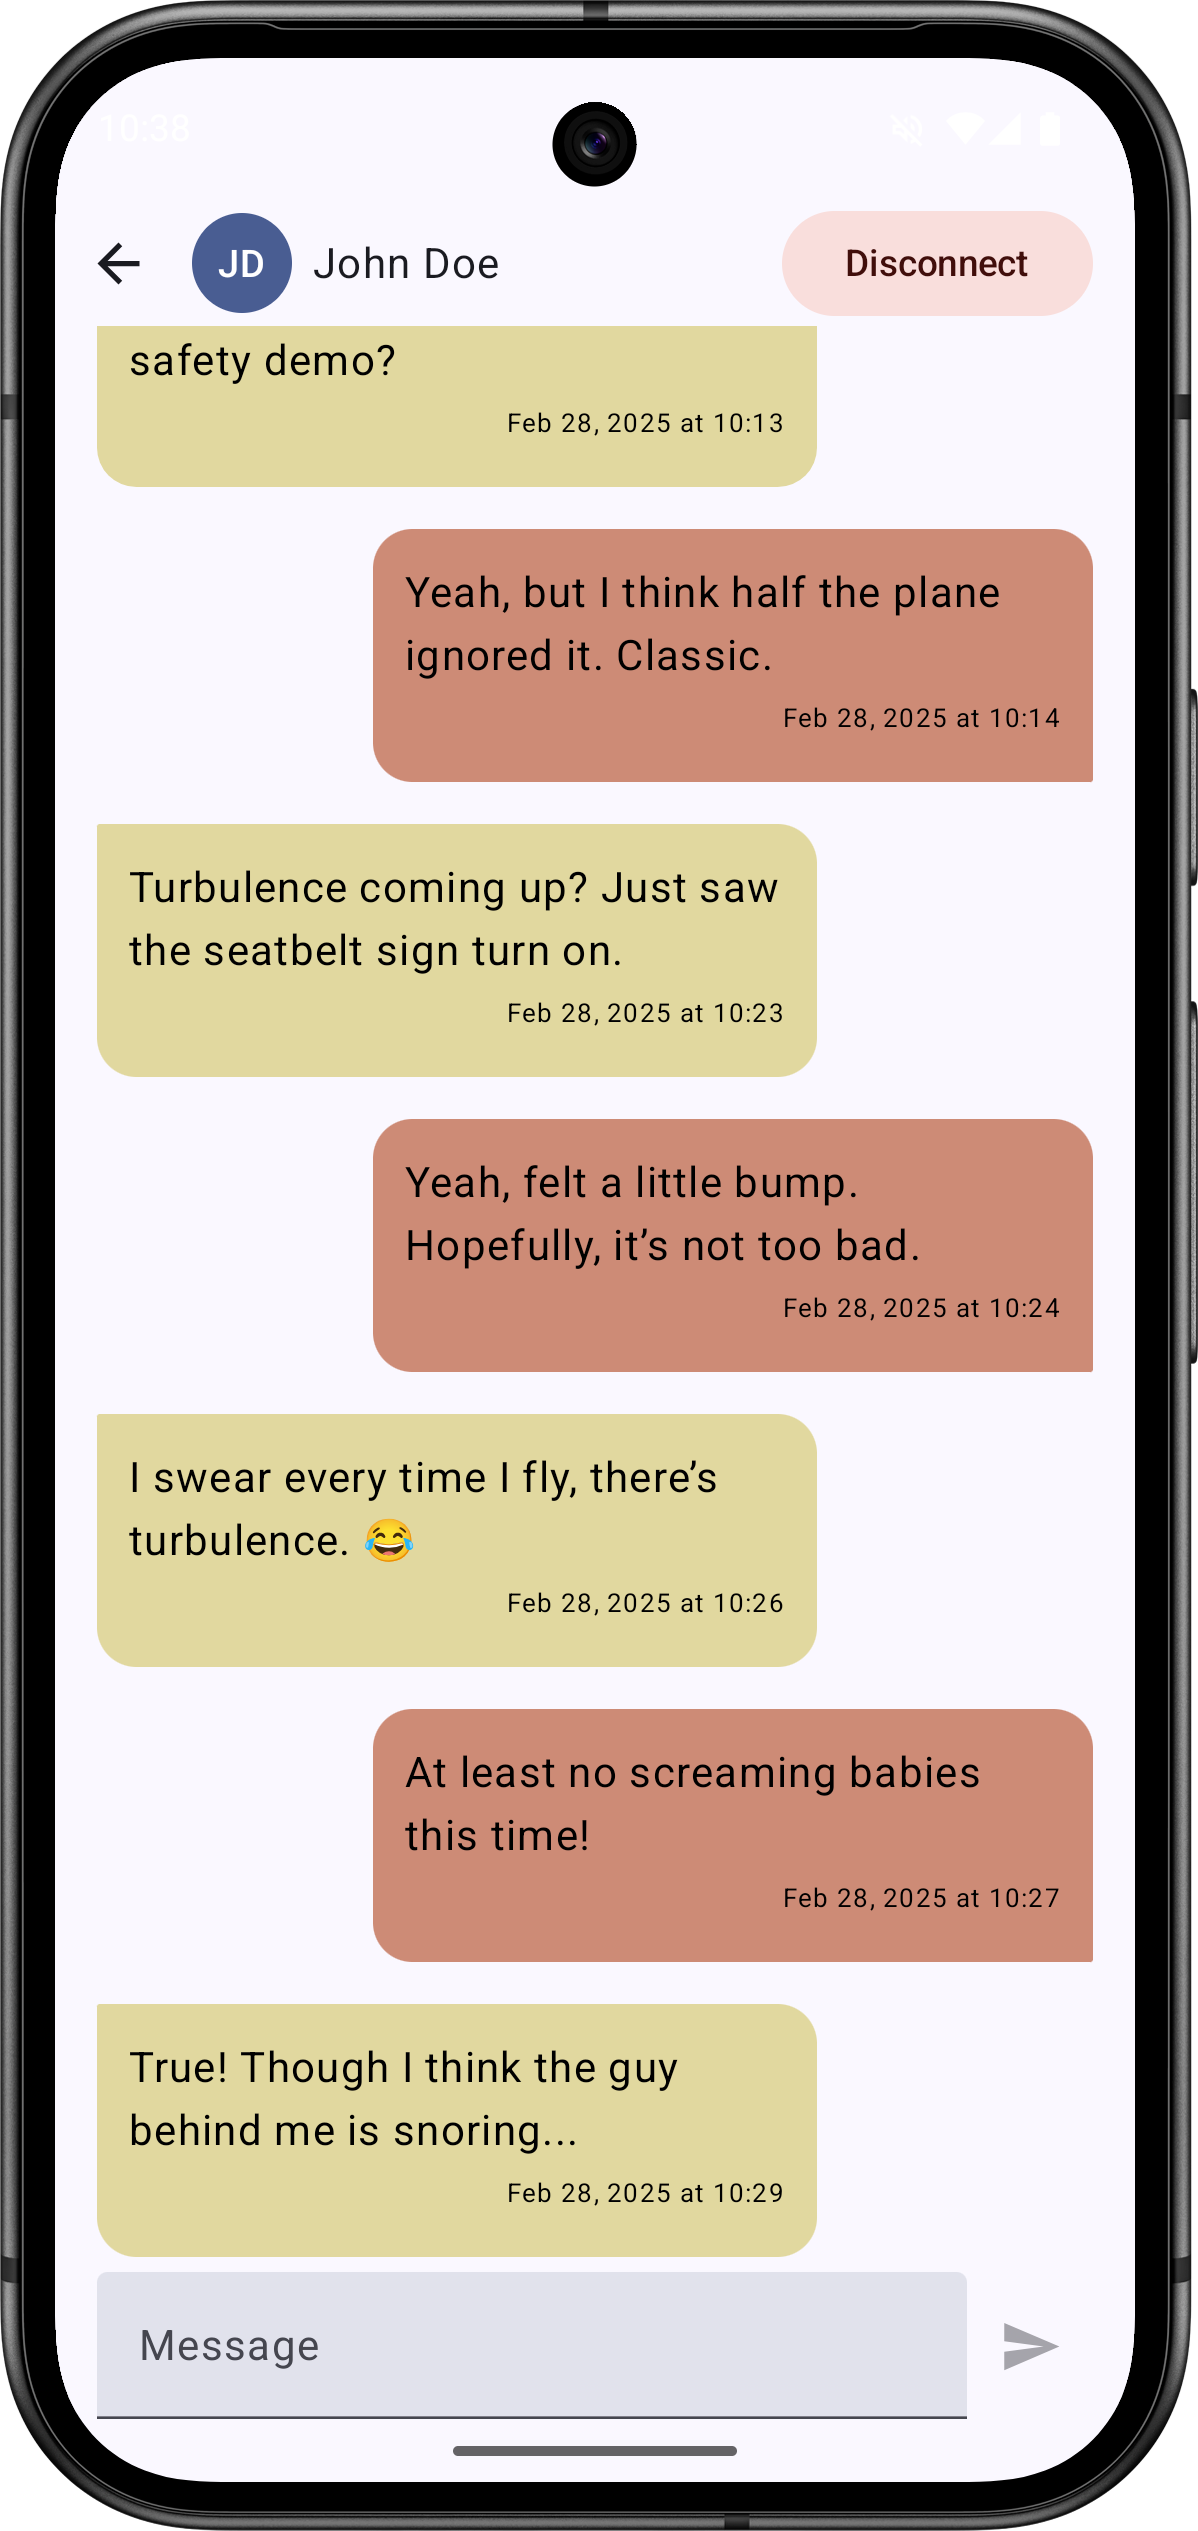 10:38
JD John Doe Disconnect
safety demo?
Feb 28, 2025 at 10:13
Yeah, but I think half the plane
ignored it. Classic.
Feb 28, 2025 at 10:14
Turbulence coming up? Just saw
the seatbelt sign turn on.
Feb 28, 2025 at 10:23
Yeah, felt a little bump.
Hopefully, it’s not too bad.
Feb 28, 2025 at 10:24
I swear every time I fly, there’s
turbulence. 😂
Feb 28, 2025 at 10:26
At least no screaming babies
this time!
Feb 28, 2025 at 10:27
True! Though I think the guy
behind me is snoring...
Feb 28, 2025 at 10:29
Message